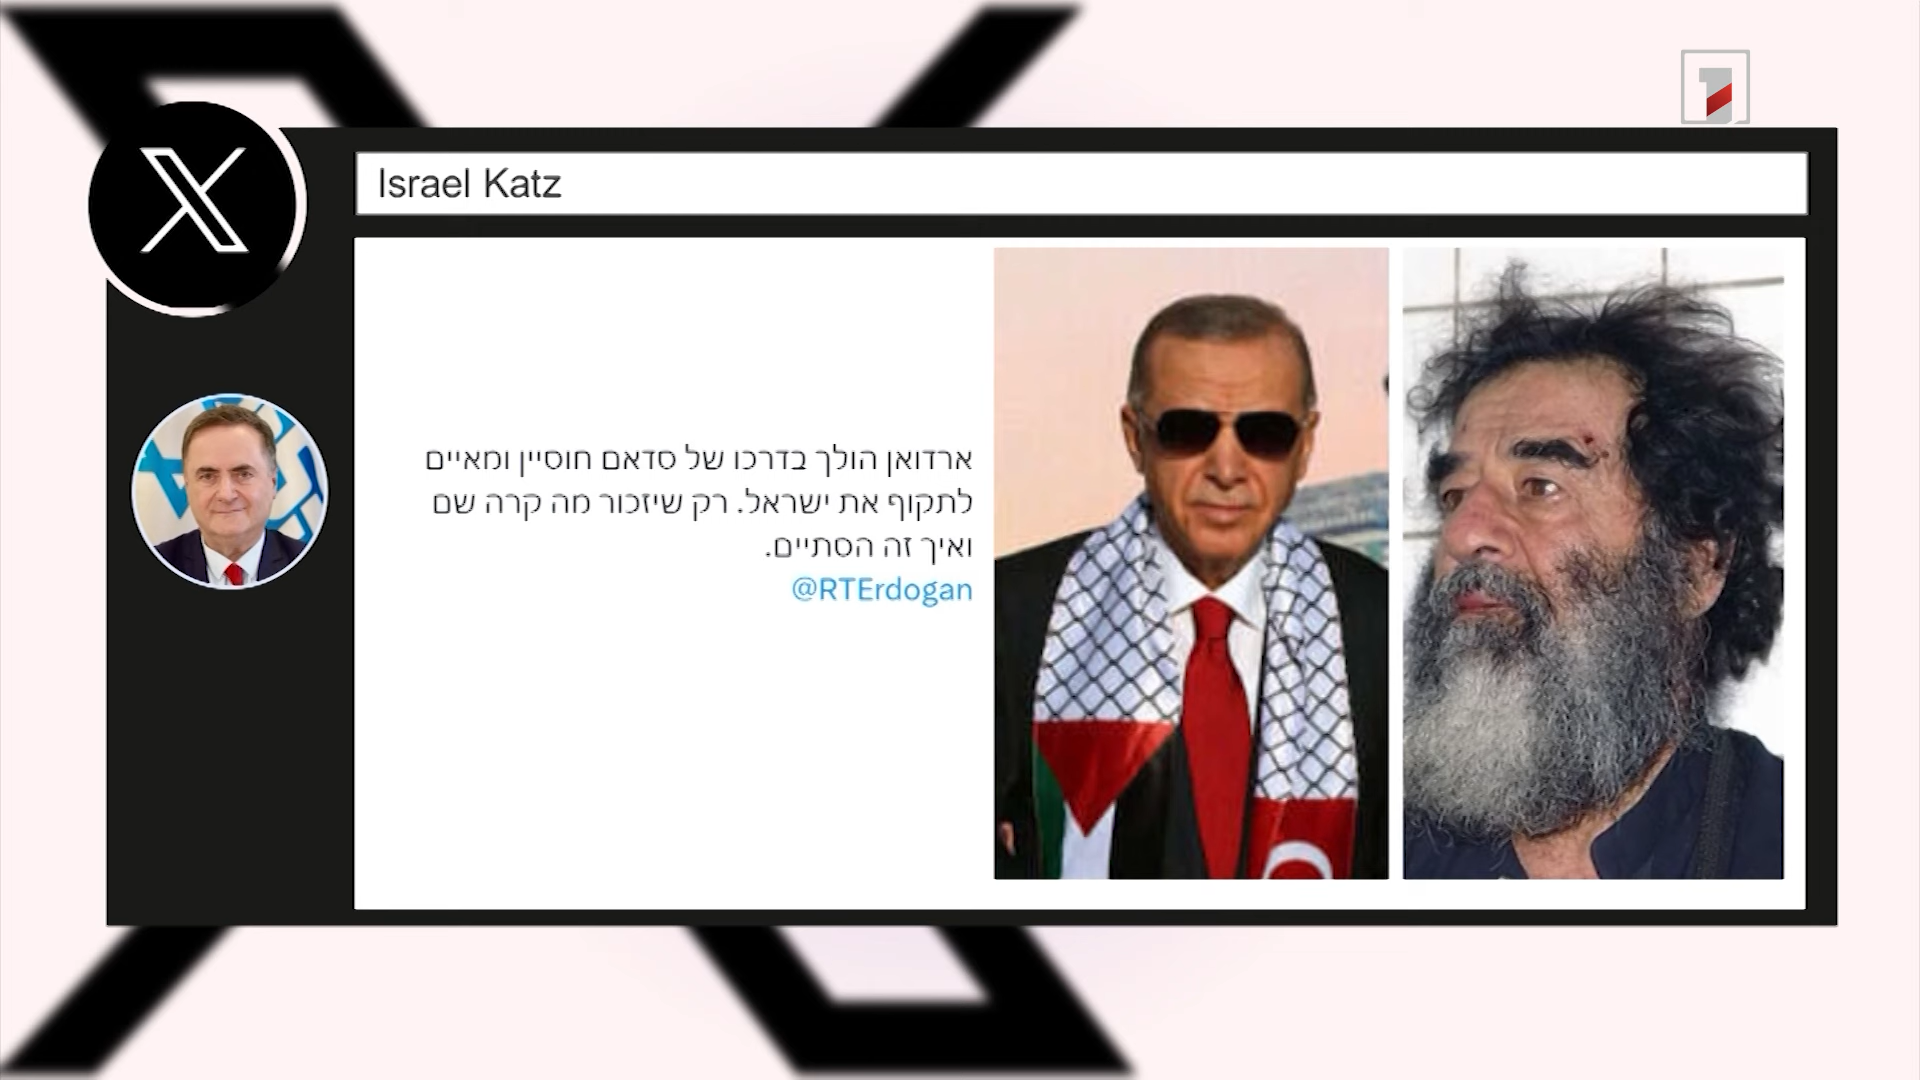 Israel Katz
ארדואן הולך בדרכו של סדאם חוסיין ומאיים
לתקוף את ישראל. רק שיזכור מה קרה שם
ואיך זה הסתיים.
@RTErdogan